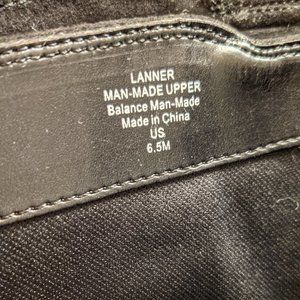 LANNER
MAN-MADE UPPER
Balance Man-Made
Made in China
US
6.5M